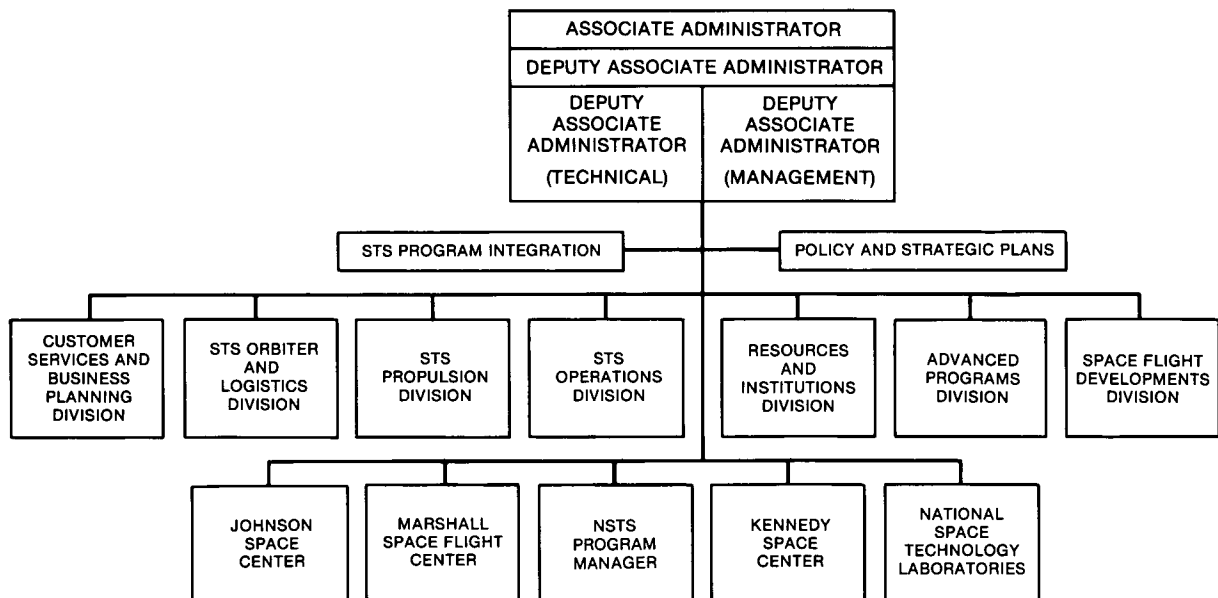 ASSOCIATE ADMINISTRATOR
DEPUTY ASSOCIATE ADMINISTRATOR
DEPUTY
ASSOCIATE
ADMINISTRATOR
(TECHNICAL)
DEPUTY
ASSOCIATE
ADMINISTRATOR
(MANAGEMENT)
STS PROGRAM INTEGRATION
POLICY AND STRATEGIC PLANS
CUSTOMER
SERVICES AND
BUSINESS
PLANNING
DIVISION
STS ORBITER
AND
LOGISTICS
DIVISION
STS
PROPULSION
DIVISION
STS
OPERATIONS
DIVISION
RESOURCES
AND
INSTITUTIONS
DIVISION
ADVANCED
PROGRAMS
DIVISION
SPACE FLIGHT
DEVELOPMENTS
DIVISION
JOHNSON
SPACE
CENTER
MARSHALL
SPACE FLIGHT
CENTER
NSTS
PROGRAM
MANAGER
KENNEDY
SPACE
CENTER
NATIONAL
SPACE
TECHNOLOGY
LABORATORIES